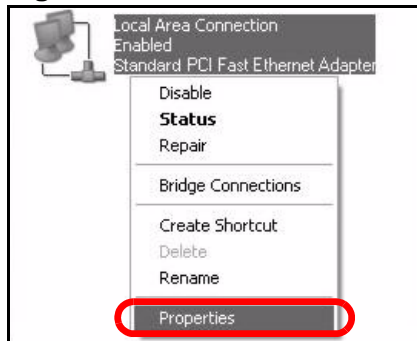 Local Area Connection
Enabled
Standard PCI Fast Ethernet Adapter
Disable
Status
Repair
Bridge Connections
Create Shortcut
Delete
Rename
Properties